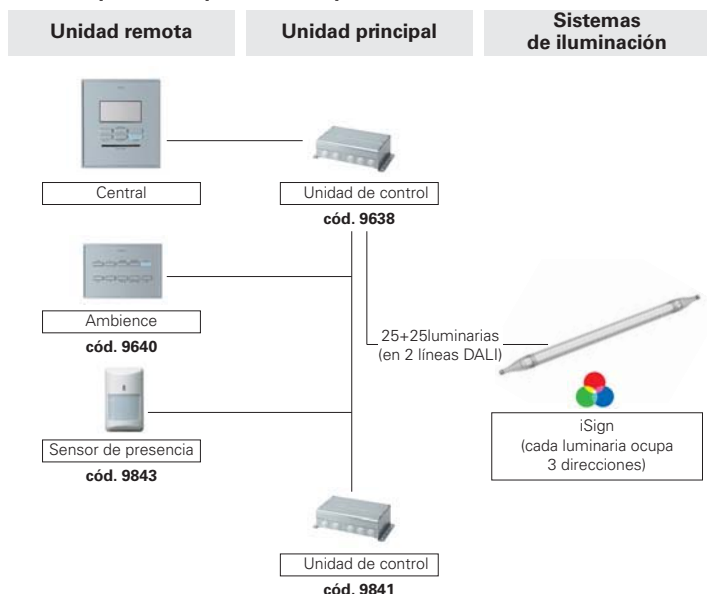 Unidad remota
Unidad principal
Sistemas
de iluminación
Central
Unidad de control
cód. 9638
Ambience
cód. 9640
25+25luminarias
(en 2 líneas DALI)
Sensor de presencia
cód. 9843
iSign
(cada luminaria ocupa
3 direcciones)
Unidad de control
cód. 9841